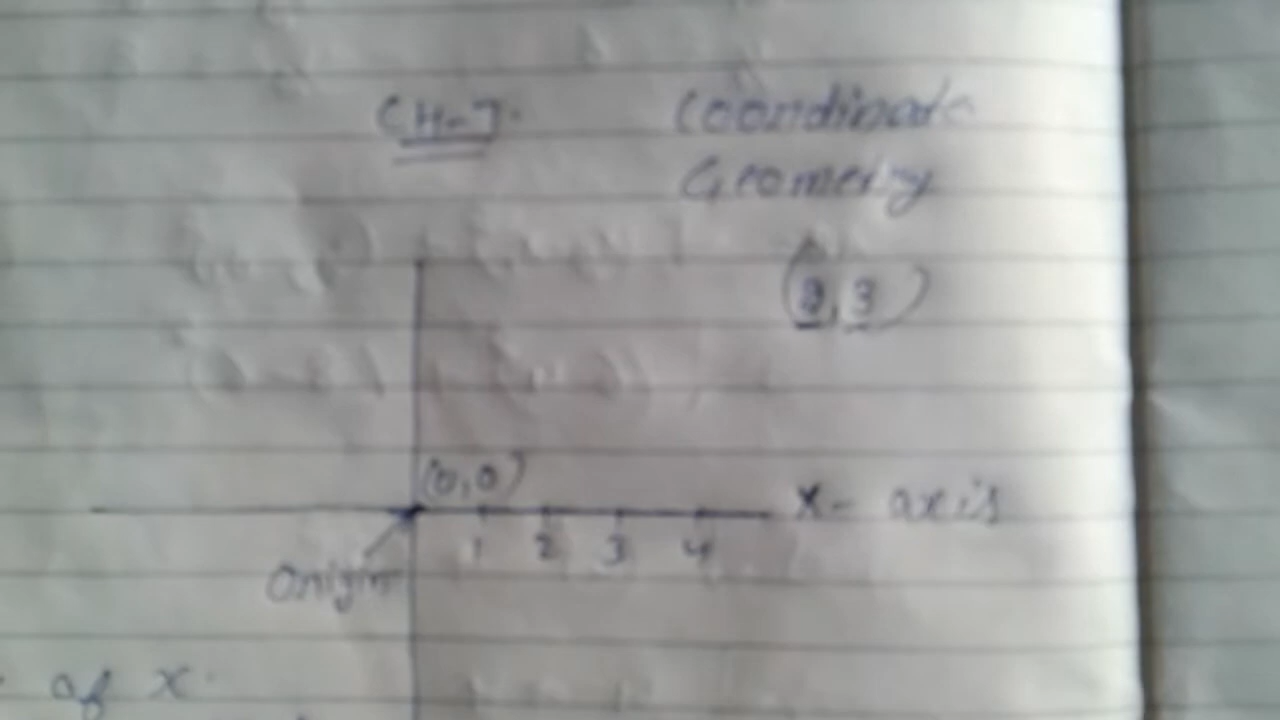 CH-7. Coordinate
Geometry
(2, 3)
(0,0)
X- axis
1 2 3 4
Origin
of x.